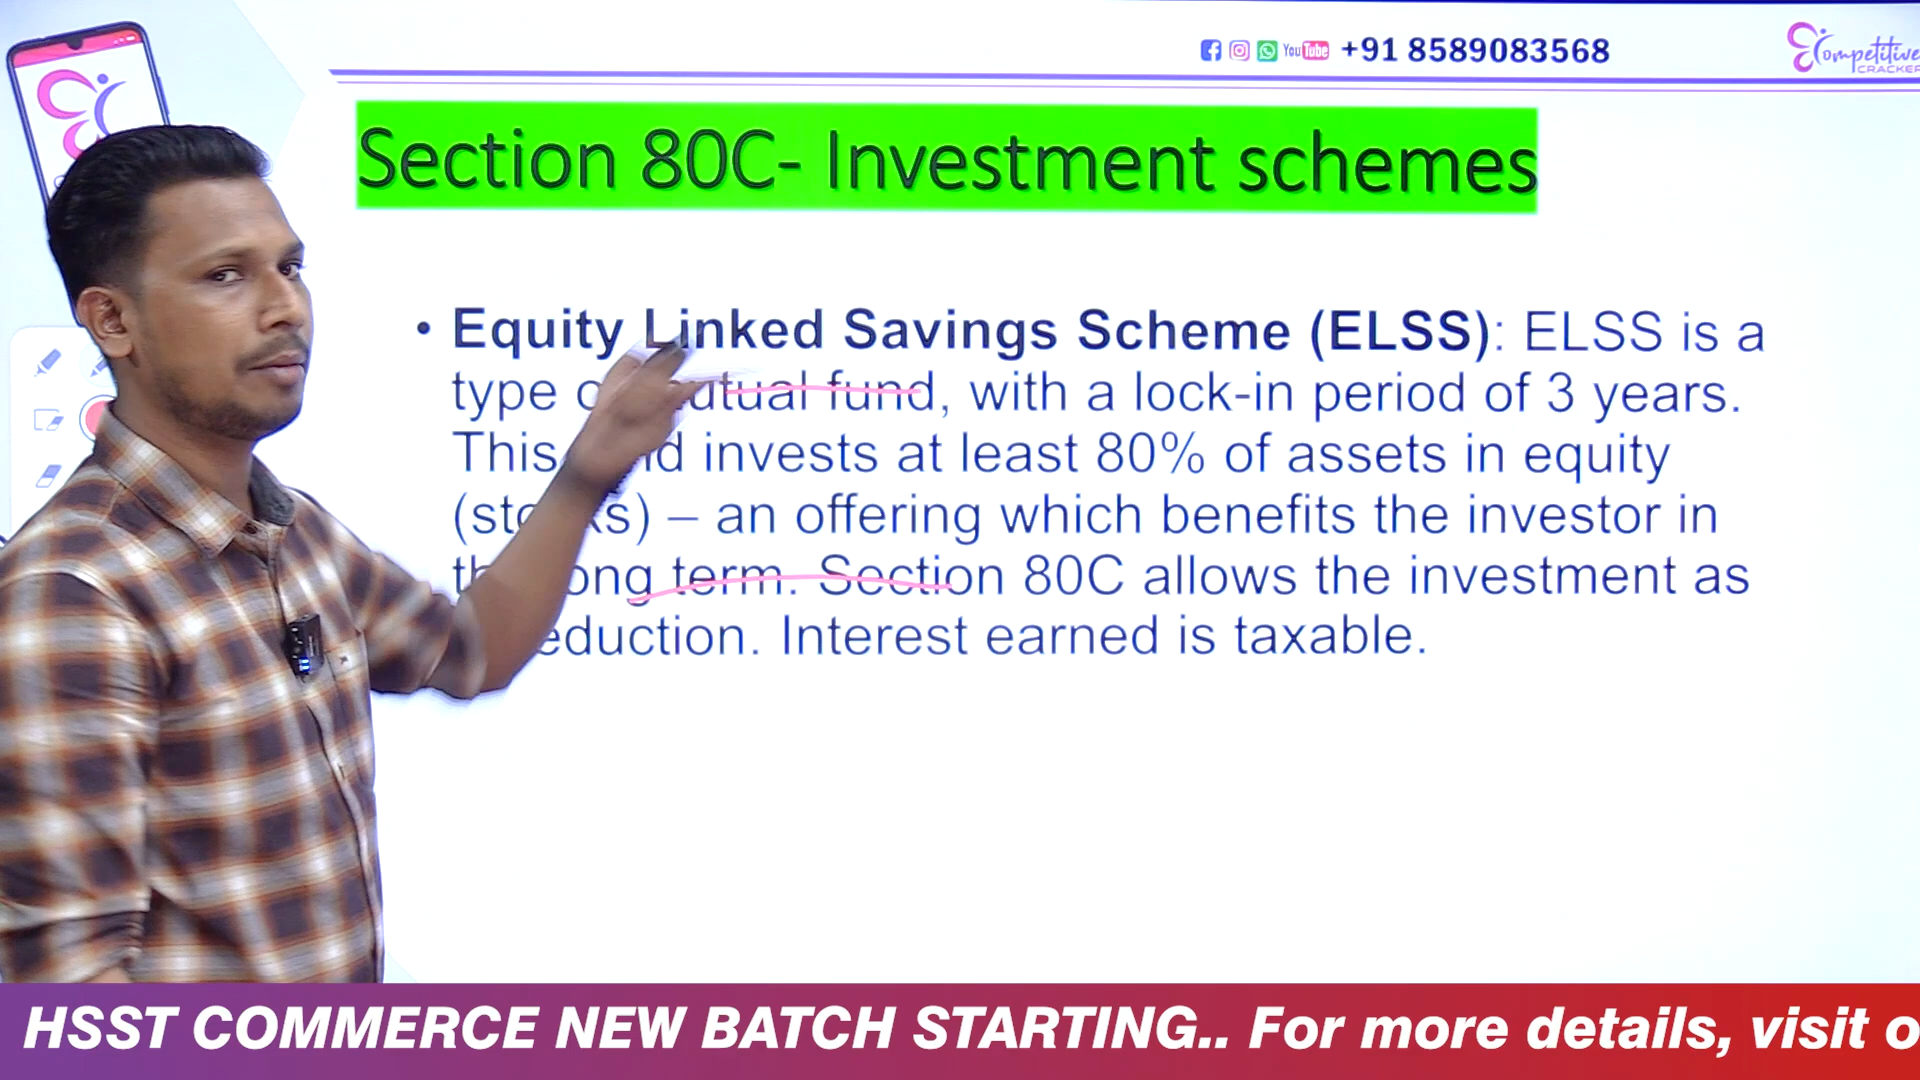 You Tube +91 8589083568
Competitive
CRACKER
Section 80C- Investment schemes
• Equity Linked Savings Scheme (ELSS): ELSS is a
type mutual fund, with a lock-in period of 3 years.
This invests at least 80% of assets in equity
(stocks) – an offering which benefits the investor in
long term. Section 80C allows the investment as
deduction. Interest earned is taxable.
HSST COMMERCE NEW BATCH STARTING.. For more details, visit o